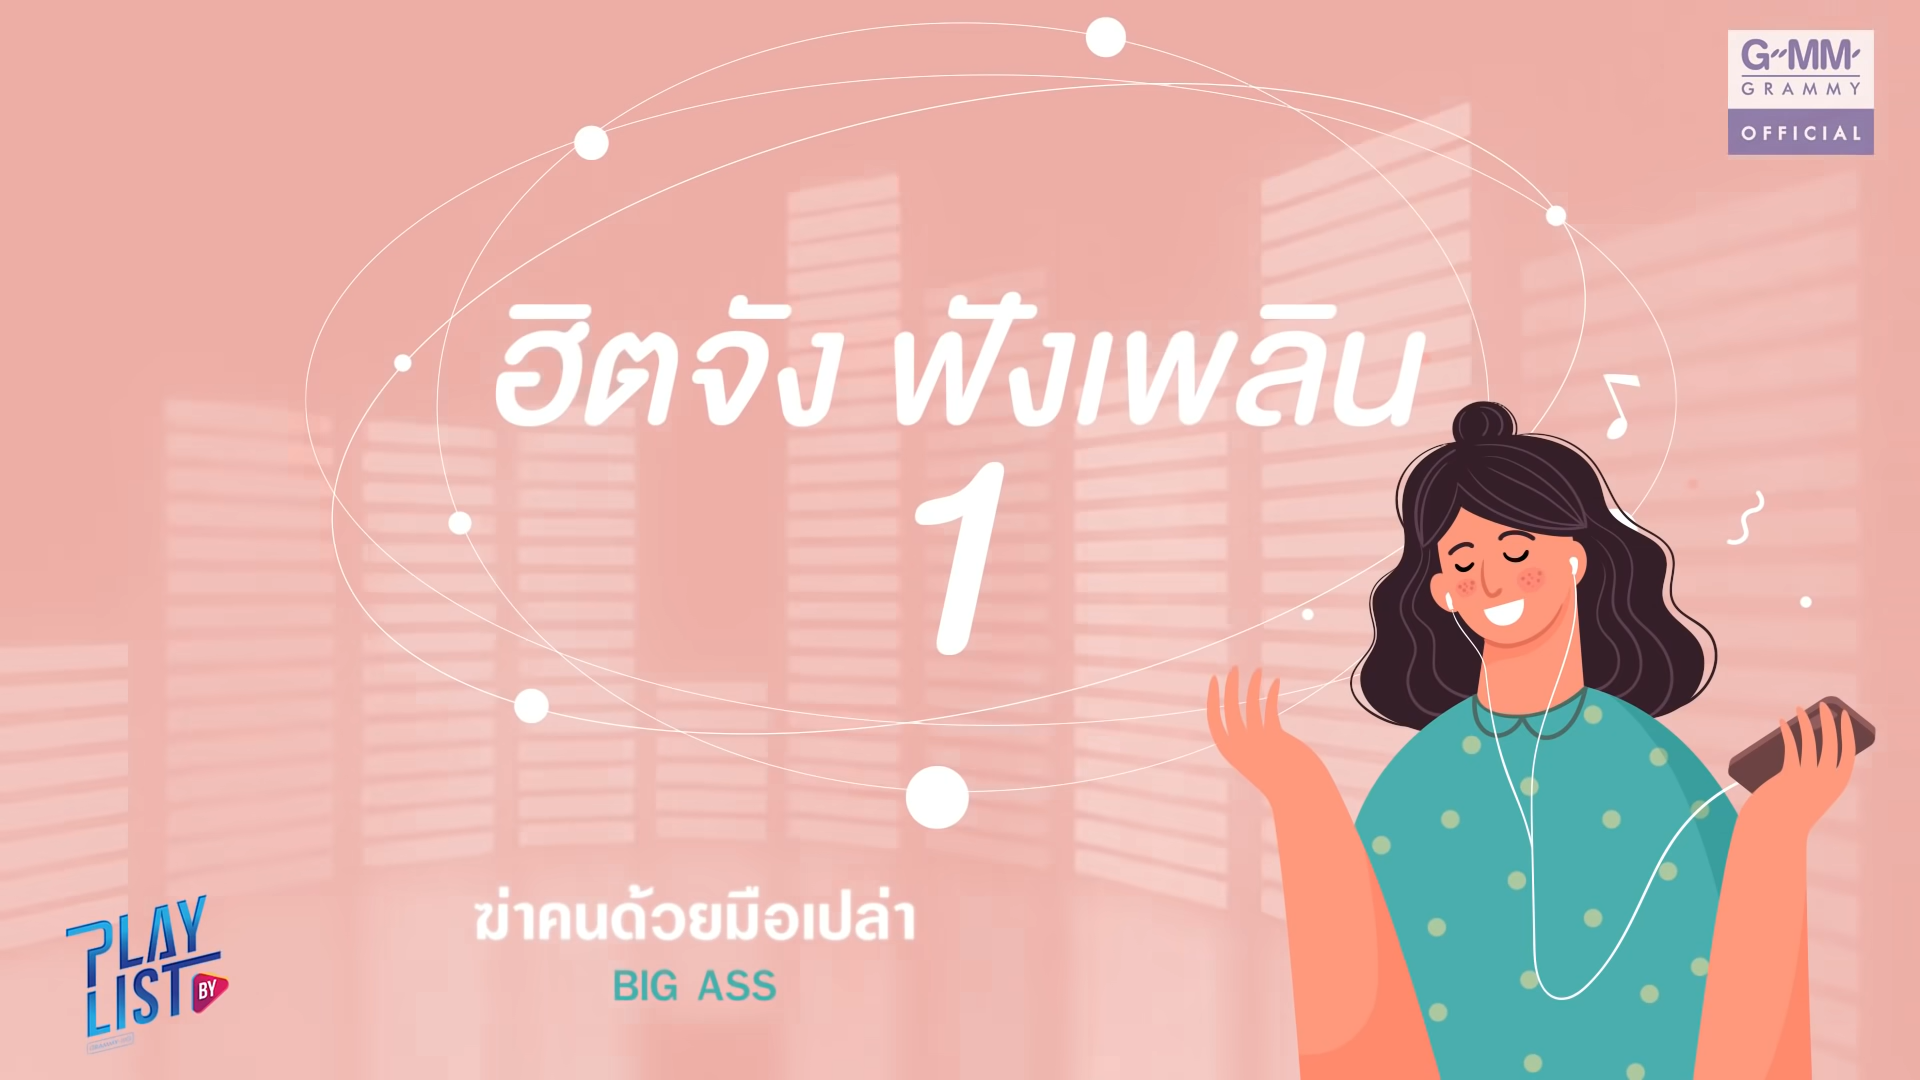 G MM
GRAMMY
OFFICIAL
ฮิตจัง ฟังเพลิน
1
ฆ่าคนด้วยมือเปล่า
BIG ASS
PLAY
LIST BY